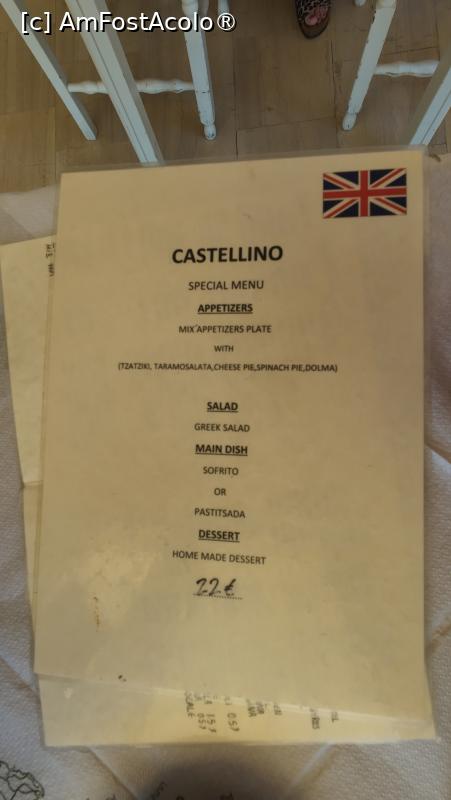 [c] AmFostAcolo®
CASTELLINO
SPECIAL MENU
APPETIZERS
MIX APPETIZERS PLATE
WITH
(TZATZIKI, TARAMOSALATA,CHEESE PIE,SPINACH PIE,DOLMA)
SALAD
GREEK SALAD
MAIN DISH
SOFRITO
OR
PASTITSADA
DESSERT
HOME MADE DESSERT
22€